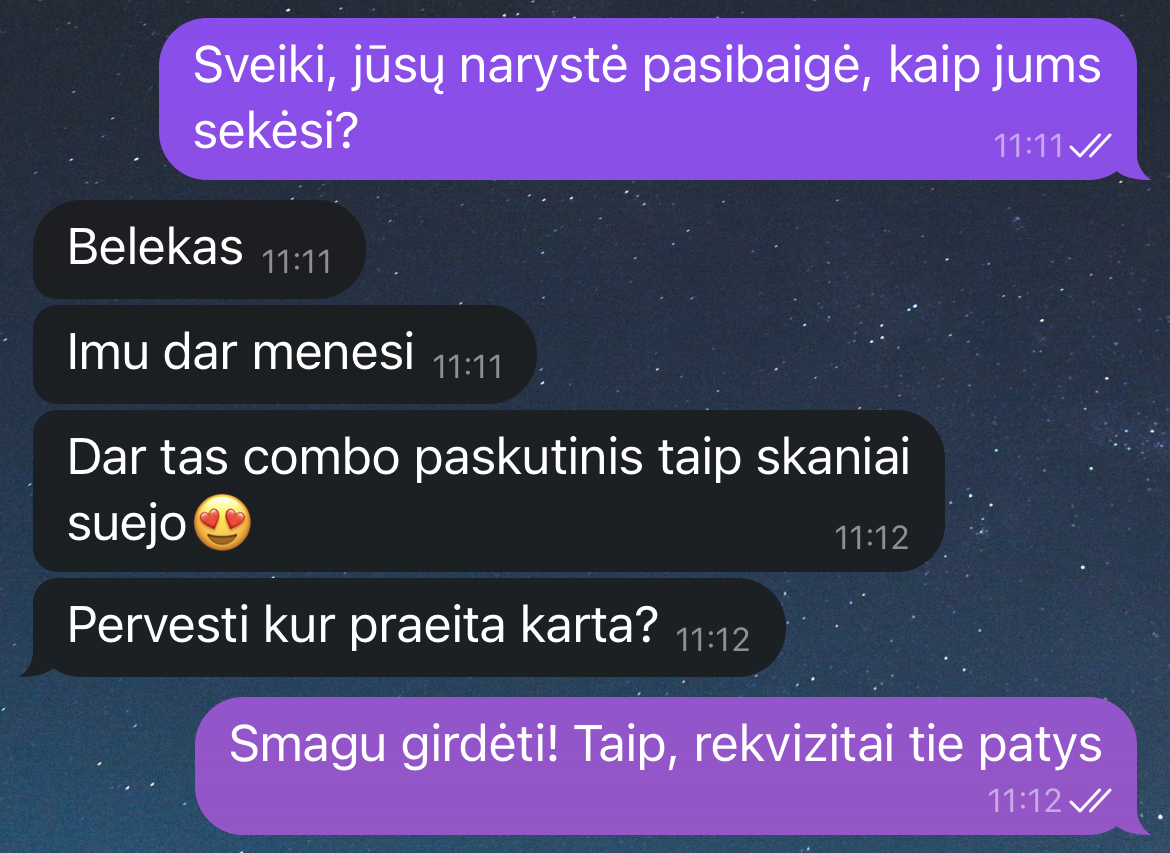 Sveiki, jūsų narystė pasibaigė, kaip jums
sekėsi?
11:11
Belekas 11:11
Imu dar menesi 11:11
Dar tas combo paskutinis taip skaniai
suejo😍
11:12
Pervesti kur praeita karta? 11:12
Smagu girdėti! Taip, rekvizitai tie patys
11:12